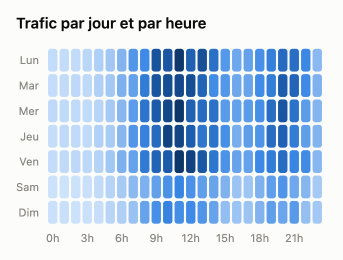 Trafic par jour et par heure
Lun
Mar
Mer
Jeu
Ven
Sam
Dim
0h 3h 6h 9h 12h 15h 18h 21h